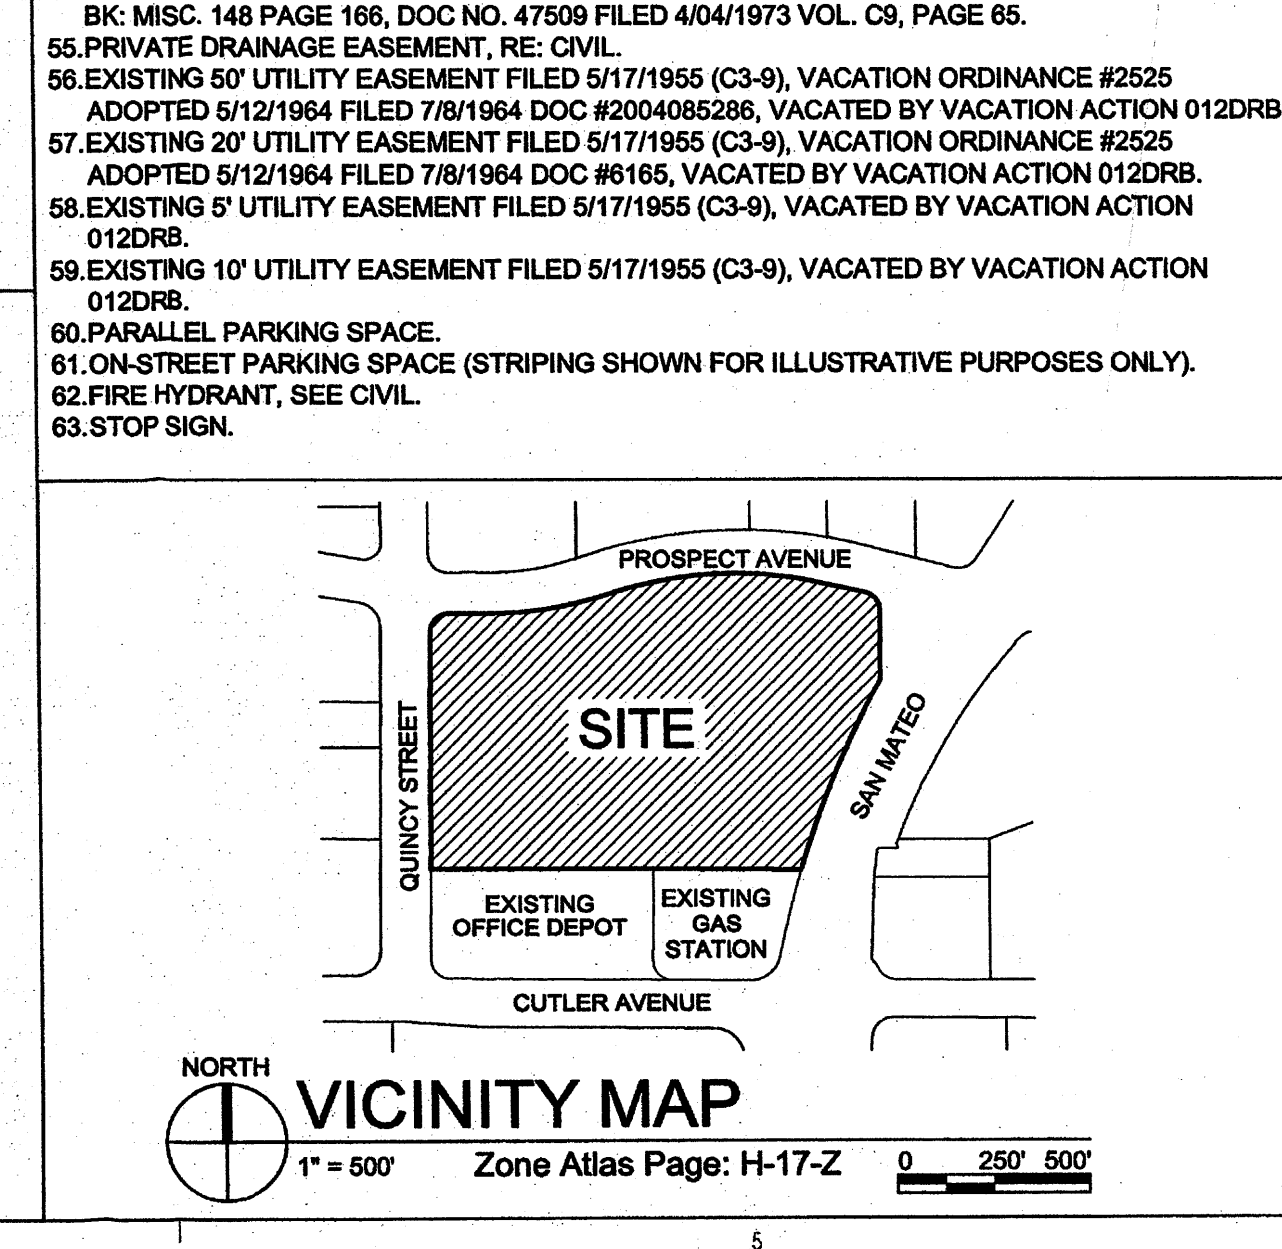 BK: MISC. 148 PAGE 166, DOC NO. 47509 FILED 4/04/1973 VOL. C9, PAGE 65.
55.PRIVATE DRAINAGE EASEMENT, RE: CIVIL.
56.EXISTING 50' UTILITY EASEMENT FILED 5/17/1955 (C3-9), VACATION ORDINANCE #2525
ADOPTED 5/12/1964 FILED 7/8/1964 DOC #2004085286, VACATED BY VACATION ACTION 012DRB
57.EXISTING 20' UTILITY EASEMENT FILED 5/17/1955 (C3-9), VACATION ORDINANCE #2525
ADOPTED 5/12/1964 FILED 7/8/1964 DOC #6165, VACATED BY VACATION ACTION 012DRB.
58.EXISTING 5' UTILITY EASEMENT FILED 5/17/1955 (C3-9), VACATED BY VACATION ACTION
012DRB.
59.EXISTING 10' UTILITY EASEMENT FILED 5/17/1955 (C3-9), VACATED BY VACATION ACTION
012DRB.
60.PARALLEL PARKING SPACE.
61.ON-STREET PARKING SPACE (STRIPING SHOWN FOR ILLUSTRATIVE PURPOSES ONLY).
62.FIRE HYDRANT, SEE CIVIL.
63.STOP SIGN.
PROSPECT AVENUE
SITE
QUINCY STREET
SAN MATEO
EXISTING
OFFICE DEPOT
EXISTING
GAS
STATION
CUTLER AVENUE
NORTH
VICINITY MAP
1" = 500'
Zone Atlas Page: H-17-Z
0 250' 500'
5